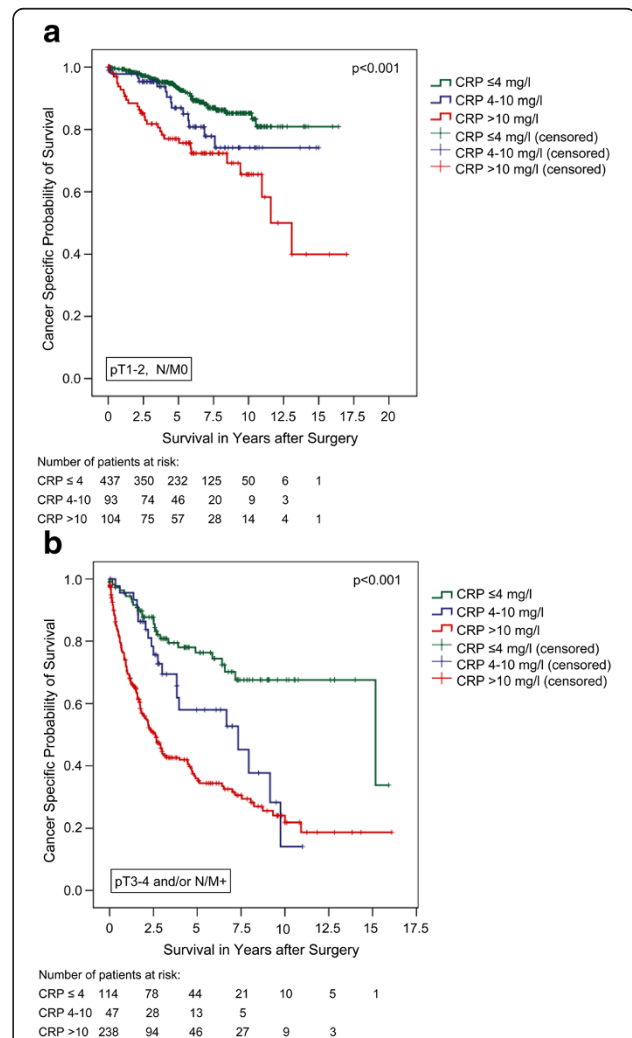 a
p<0.001
CRP ≤4 mg/l
CRP 4-10 mg/l
CRP >10 mg/l
CRP ≤4 mg/l (censored)
CRP 4-10 mg/l (censored)
CRP >10 mg/l (censored)
Cancer Specific Probability of Survival
1.0
0.8
0.6
0.4
0.2
0.0
pT1-2, N/M0
0 2.5 5 7.5 10 12.5 15 17.5 20
Survival in Years after Surgery
Number of patients at risk:
CRP ≤ 4 437 350 232 125 50 6 1
CRP 4-10 93 74 46 20 9 3
CRP >10 104 75 57 28 14 4 1
b
p<0.001
CRP ≤4 mg/l
CRP 4-10 mg/l
CRP >10 mg/l
CRP ≤4 mg/l (censored)
CRP 4-10 mg/l (censored)
CRP >10 mg/l (censored)
Cancer Specific Probability of Survival
1.0
0.8
0.6
0.4
0.2
0.0
pT3-4 and/or N/M+
0 2.5 5 7.5 10 12.5 15 17.5
Survival in Years after Surgery
Number of patients at risk:
CRP ≤ 4 114 78 44 21 10 5 1
CRP 4-10 47 28 13 5
CRP >10 238 94 46 27 9 3